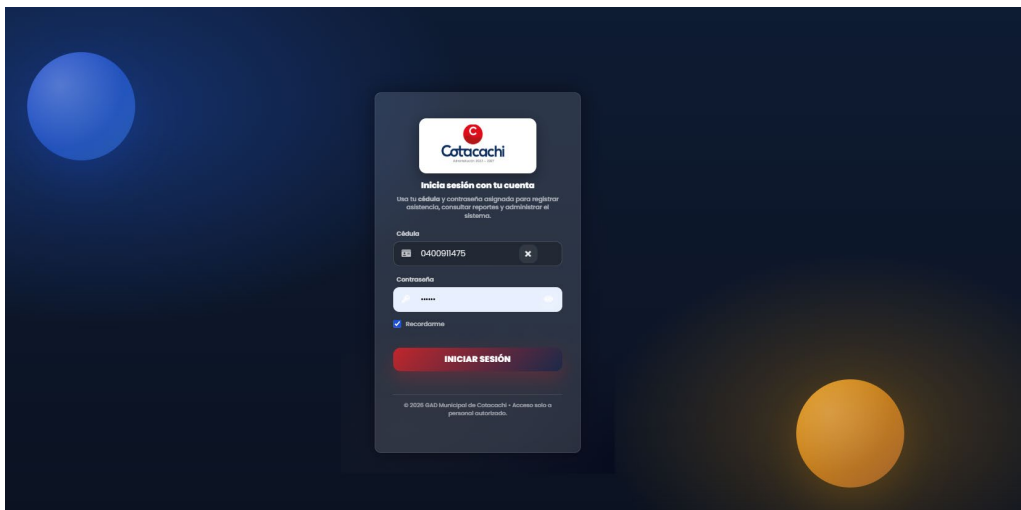 C
Cotacachi
Inicia sesión con tu cuenta
Usa tu cédula y contraseña asignada para registrar
asistencia, consultar reportes y administrar el
sistema.
Cédula
0400911475
Contraseña
••••••
Recordarme
INICIAR SESIÓN
© 2026 GAD Municipal de Cotacachi • Acceso solo a
personal autorizado.